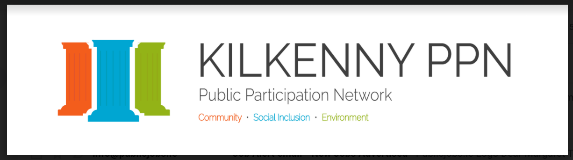 KILKENNY PPN
Public Participation Network
Community • Social Inclusion • Environment